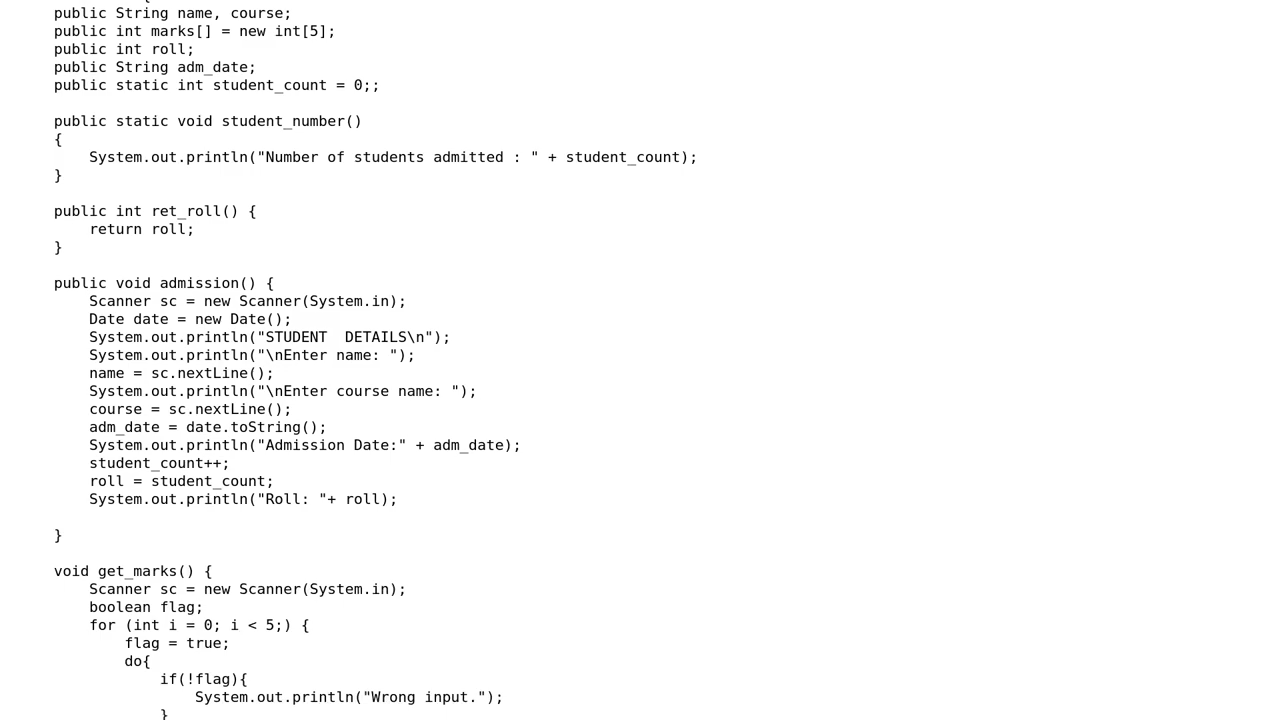 public String name, course;
    public int marks[] = new int[5];
    public int roll;
    public String adm_date;
    public static int student_count = 0;;

    public static void student_number()
    {
        System.out.println("Number of students admitted : " + student_count);
    }

    public int ret_roll() {
        return roll;
    }

    public void admission() {
        Scanner sc = new Scanner(System.in);
        Date date = new Date();
        System.out.println("STUDENT  DETAILS\n");
        System.out.println("\nEnter name: ");
        name = sc.nextLine();
        System.out.println("\nEnter course name: ");
        course = sc.nextLine();
        adm_date = date.toString();
        System.out.println("Admission Date:" + adm_date);
        student_count++;
        roll = student_count;
        System.out.println("Roll: "+ roll);

    }

    void get_marks() {
        Scanner sc = new Scanner(System.in);
        boolean flag;
        for (int i = 0; i < 5;) {
            flag = true;
            do{
                if(!flag){
                    System.out.println("Wrong input.");
                }